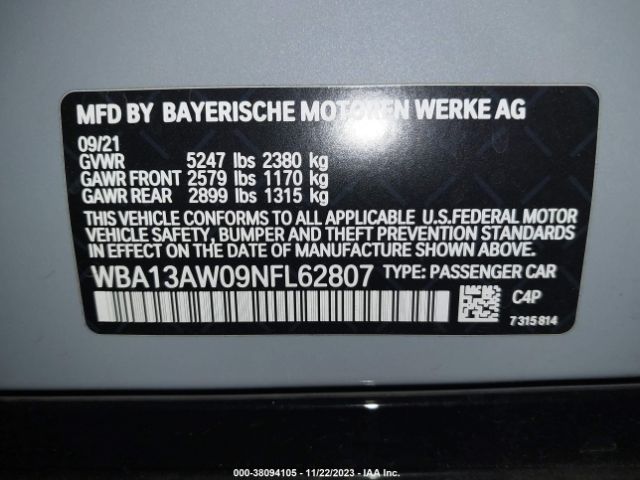 MFD BY BAYERISCHE MOTOREN WERKE AG
09/21
GVWR 5247 lbs 2380 kg
GAWR FRONT 2579 lbs 1170 kg
GAWR REAR 2899 lbs 1315 kg
THIS VEHICLE CONFORMS TO ALL APPLICABLE U.S.FEDERAL MOTOR
VEHICLE SAFETY, BUMPER AND THEFT PREVENTION STANDARDS
IN EFFECT ON THE DATE OF MANUFACTURE SHOWN ABOVE.
WBA13AW09NFL62807 TYPE: PASSENGER CAR
C4P
7315814
000-38094105 - 11/22/2023 - IAA Inc.